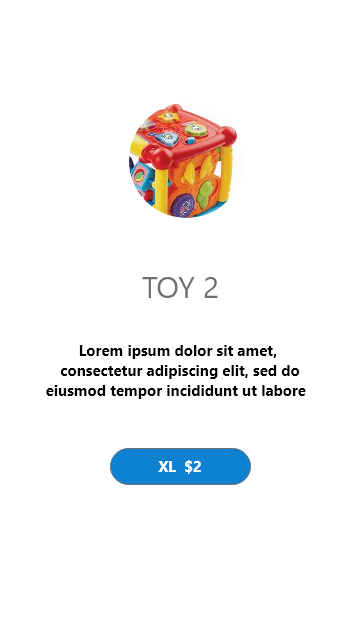 TOY 2
Lorem ipsum dolor sit amet,
consectetur adipiscing elit, sed do
eiusmod tempor incididunt ut labore
XL $2